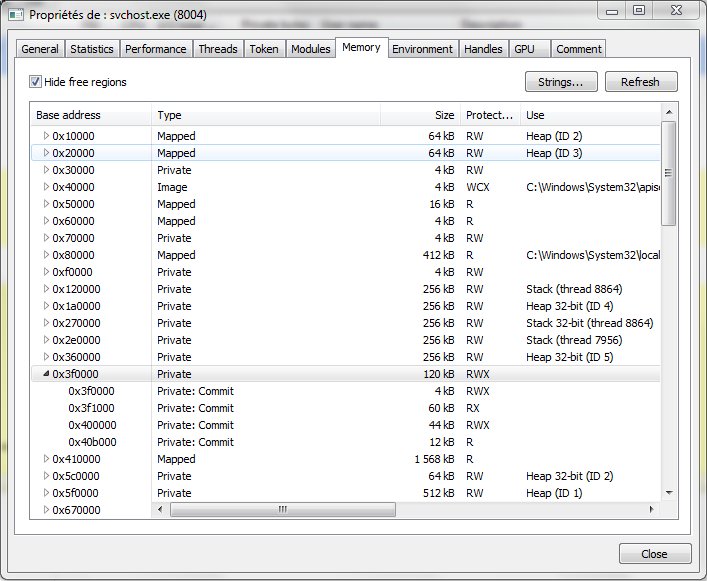 Propriétés de : svchost.exe (8004)
General Statistics Performance Threads Token Modules Memory Environment Handles GPU Comment
Hide free regions Strings... Refresh
Base address Type Size Protect... Use
0x10000 Mapped 64 kB RW Heap (ID 2)
0x20000 Mapped 64 kB RW Heap (ID 3)
0x30000 Private 4 kB RW
0x40000 Image 4 kB WCX C:\Windows\System32\apise
0x50000 Mapped 16 kB R
0x60000 Mapped 4 kB R
0x70000 Private 4 kB RW
0x80000 Mapped 412 kB R C:\Windows\System32\local
0xf0000 Private 4 kB RW
0x120000 Private 256 kB RW Stack (thread 8864)
0x1a0000 Private 256 kB RW Heap 32-bit (ID 4)
0x270000 Private 256 kB RW Stack 32-bit (thread 8864)
0x2e0000 Private 256 kB RW Stack (thread 7956)
0x360000 Private 256 kB RW Heap 32-bit (ID 5)
0x3f0000 Private 120 kB RWX
0x3f0000 Private: Commit 4 kB RWX
0x3f1000 Private: Commit 60 kB RX
0x400000 Private: Commit 44 kB RWX
0x40b000 Private: Commit 12 kB R
0x410000 Mapped 1 568 kB R
0x5c0000 Private 64 kB RW Heap 32-bit (ID 2)
0x5f0000 Private 512 kB RW Heap (ID 1)
0x670000
Close